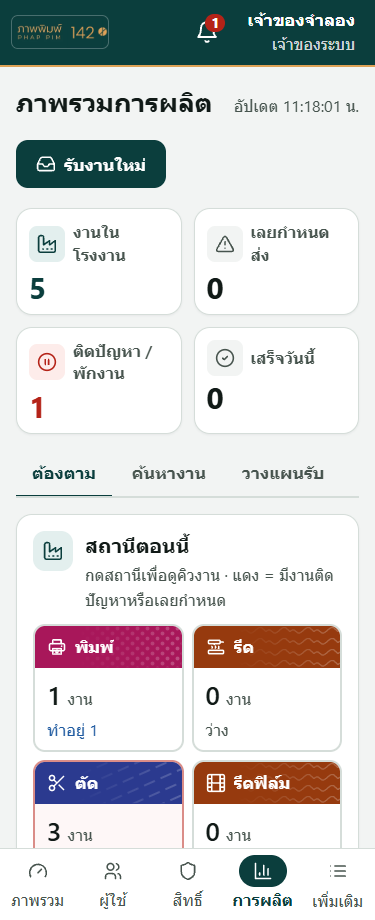 ภาพพิมพ์
PHAP PIM
142
1
เจ้าของจำลอง
เจ้าของระบบ
ภาพรวมการผลิต
อัปเดต 11:18:01 น.
รับงานใหม่
งานใน
โรงงาน
5
เลยกำหนด
ส่ง
0
ติดปัญหา /
พักงาน
1
เสร็จวันนี้
0
ต้องตาม
ค้นหางาน
วางแผนรับ
สถานีตอนนี้
กดสถานีเพื่อดูคิวงาน · แดง = มีงานติด
ปัญหาหรือเลยกำหนด
พิมพ์
1 งาน
ทำอยู่ 1
รีด
0 งาน
ว่าง
ตัด
3 งาน
รีดฟิล์ม
0 งาน
ภาพรวม
ผู้ใช้
สิทธิ์
การผลิต
เพิ่มเติม